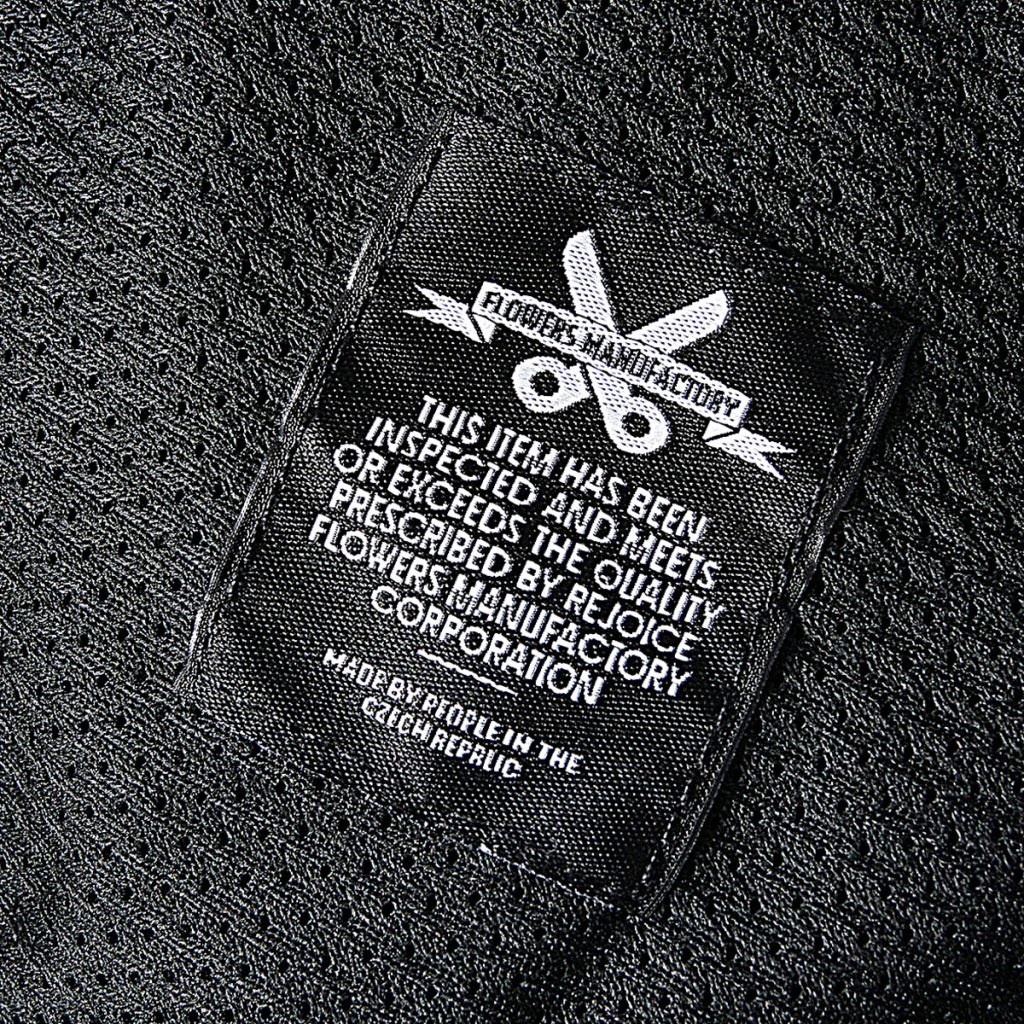 FLOWERS MANUFACTORY
THIS ITEM HAS BEEN
INSPECTED AND MEETS
OR EXCEEDS THE QUALITY
PRESCRIBED BY REJOICE
FLOWERS MANUFACTORY
CORPORATION
MADE BY PEOPLE IN THE
CZECH REPRLIC